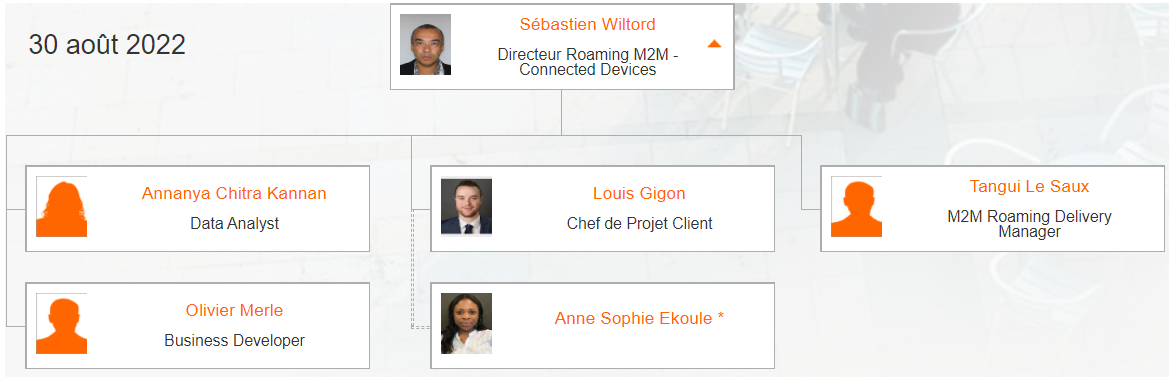 30 août 2022
Sébastien Wiltord
Directeur Roaming M2M -
Connected Devices
Annanya Chitra Kannan
Data Analyst
Louis Gigon
Chef de Projet Client
Tangui Le Saux
M2M Roaming Delivery
Manager
Olivier Merle
Business Developer
Anne Sophie Ekoule *